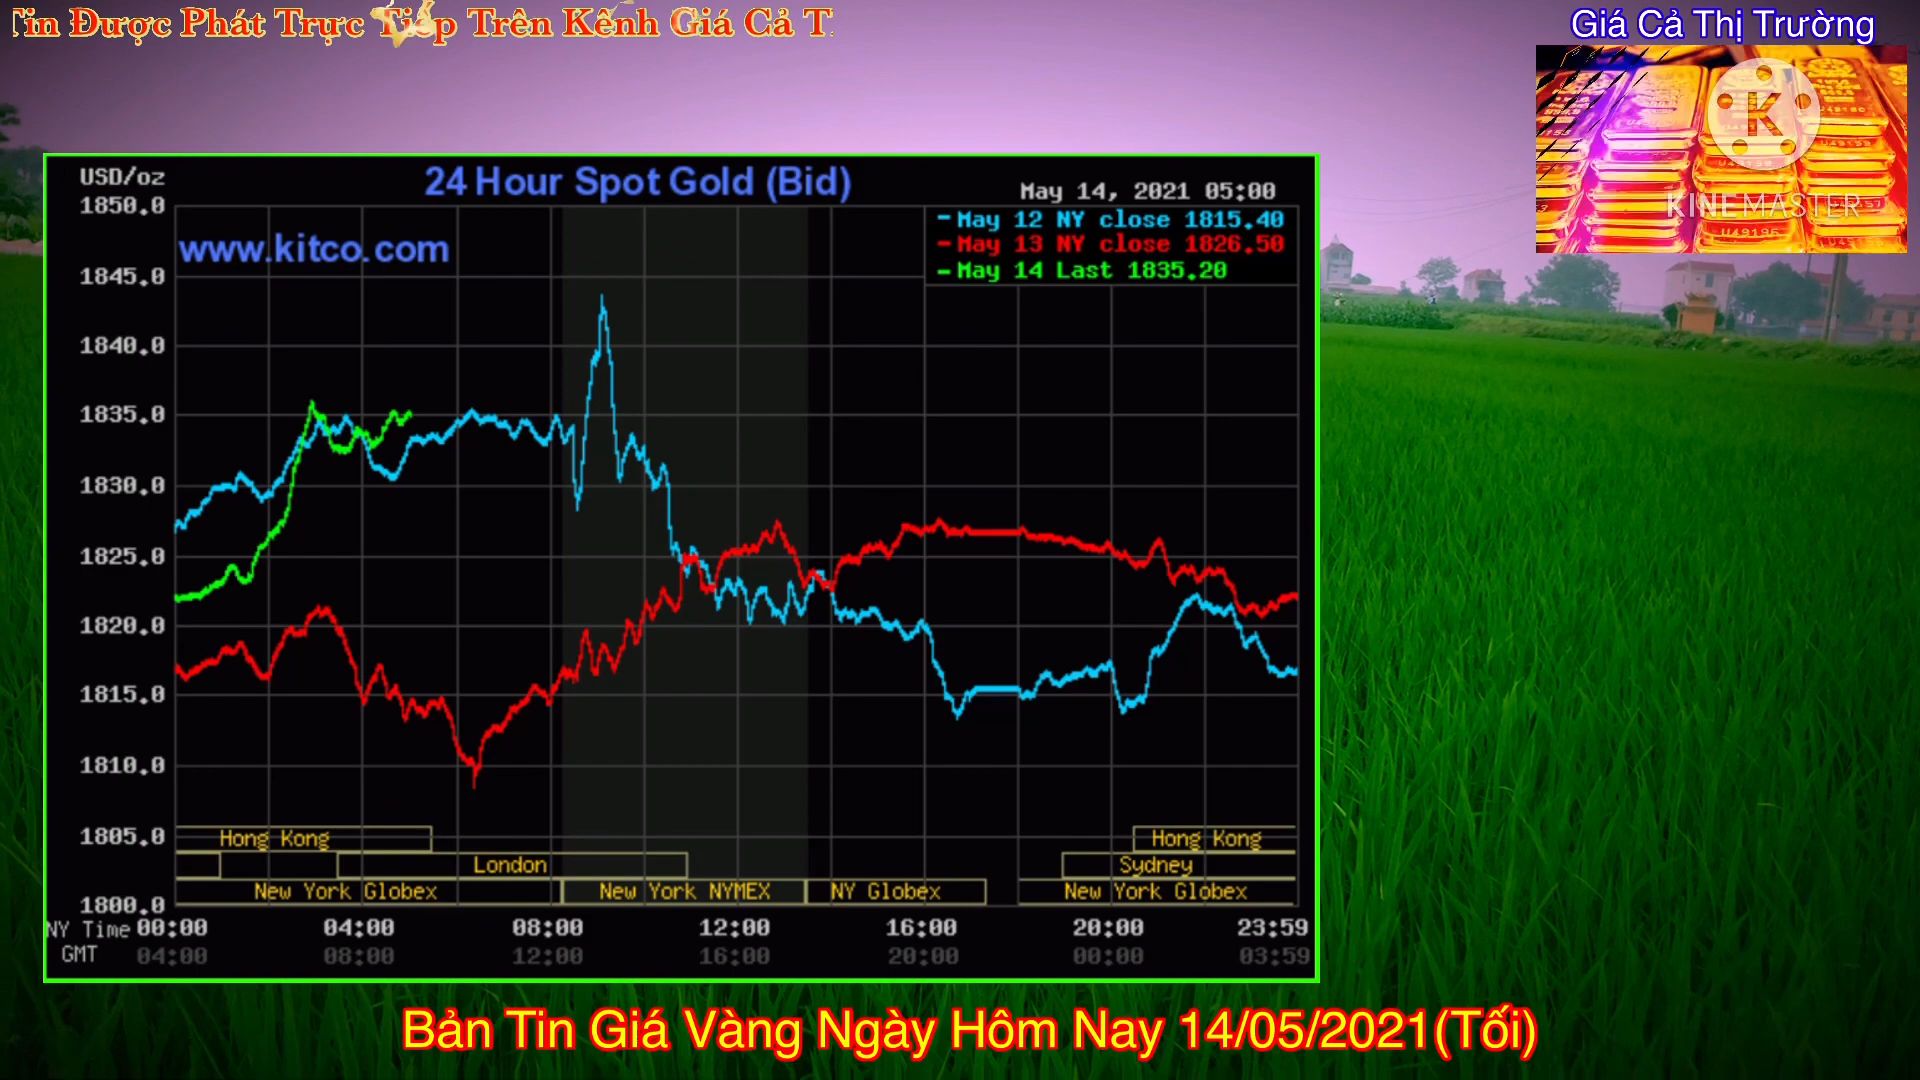 Tin Được Phát Trực Tiếp Trên Kênh Giá Cả T
Giá Cả Thị Trường
K
KINEMASTER
USD/oz
24 Hour Spot Gold (Bid)
May 14, 2021 05:00
www.kitco.com
May 12 NY close 1815.40
May 13 NY close 1826.50
May 14 Last 1835.20
1850.0
1845.0
1840.0
1835.0
1830.0
1825.0
1820.0
1815.0
1810.0
1805.0
1800.0
Hong Kong
Hong Kong
London
Sydney
New York Globex
New York NYMEX
NY Globex
New York Globex
NY Time 00:00 04:00 08:00 12:00 16:00 20:00 23:59
GMT 04:00 08:00 12:00 16:00 20:00 00:00 03:59
Bản Tin Giá Vàng Ngày Hôm Nay 14/05/2021(Tối)